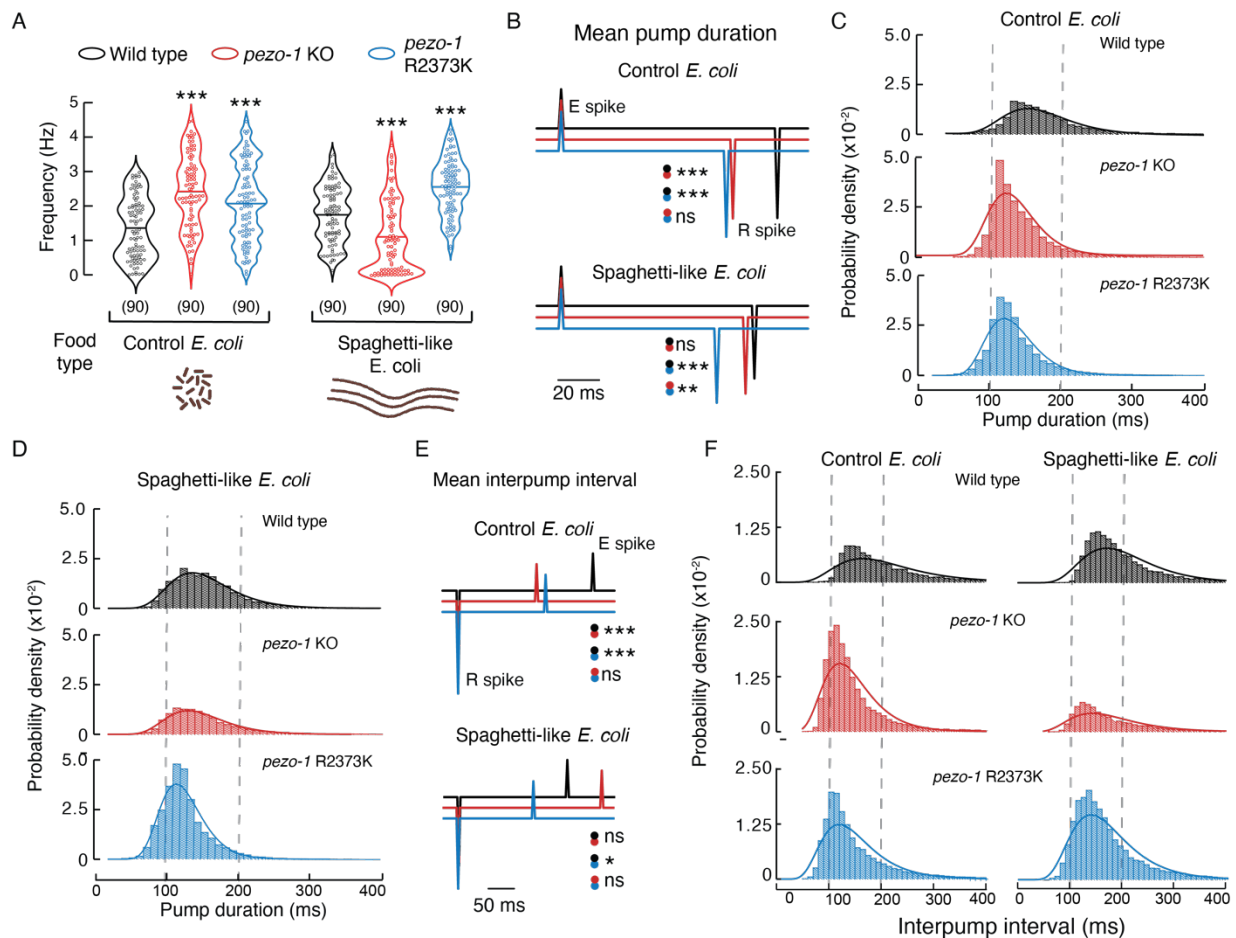 A
Wild type
pezo-1 KO
pezo-1
R2373K
Frequency (Hz)
5
4
3
2
1
0
***
***
***
***
(90)
(90)
(90)
(90)
(90)
(90)
Food
type
Control E. coli
Spaghetti-like
E. coli
B
Mean pump duration
Control E. coli
E spike
***
***
ns
R spike
Spaghetti-like E. coli
ns
***
**
20 ms
C
Control E. coli
Wild type
5.0
2.5
0
pezo-1 KO
5.0
2.5
0
pezo-1 R2373K
5.0
2.5
0
Probability density (x10-2)
0
100
200
300
400
Pump duration (ms)
D
Spaghetti-like E. coli
Wild type
5.0
2.5
0
pezo-1 KO
5.0
2.5
0
pezo-1 R2373K
5.0
2.5
0
Probability density (x10-2)
0
100
200
300
400
Pump duration (ms)
E
Mean interpump interval
Control E. coli
E spike
***
***
ns
R spike
Spaghetti-like E. coli
ns
*
ns
50 ms
F
Control E. coli
Spaghetti-like E. coli
Wild type
2.50
1.25
0
pezo-1 KO
2.50
1.25
0
pezo-1 R2373K
2.50
1.25
0
Probability density (x10-2)
0
100
200
300
400
0
100
200
300
400
Interpump interval (ms)